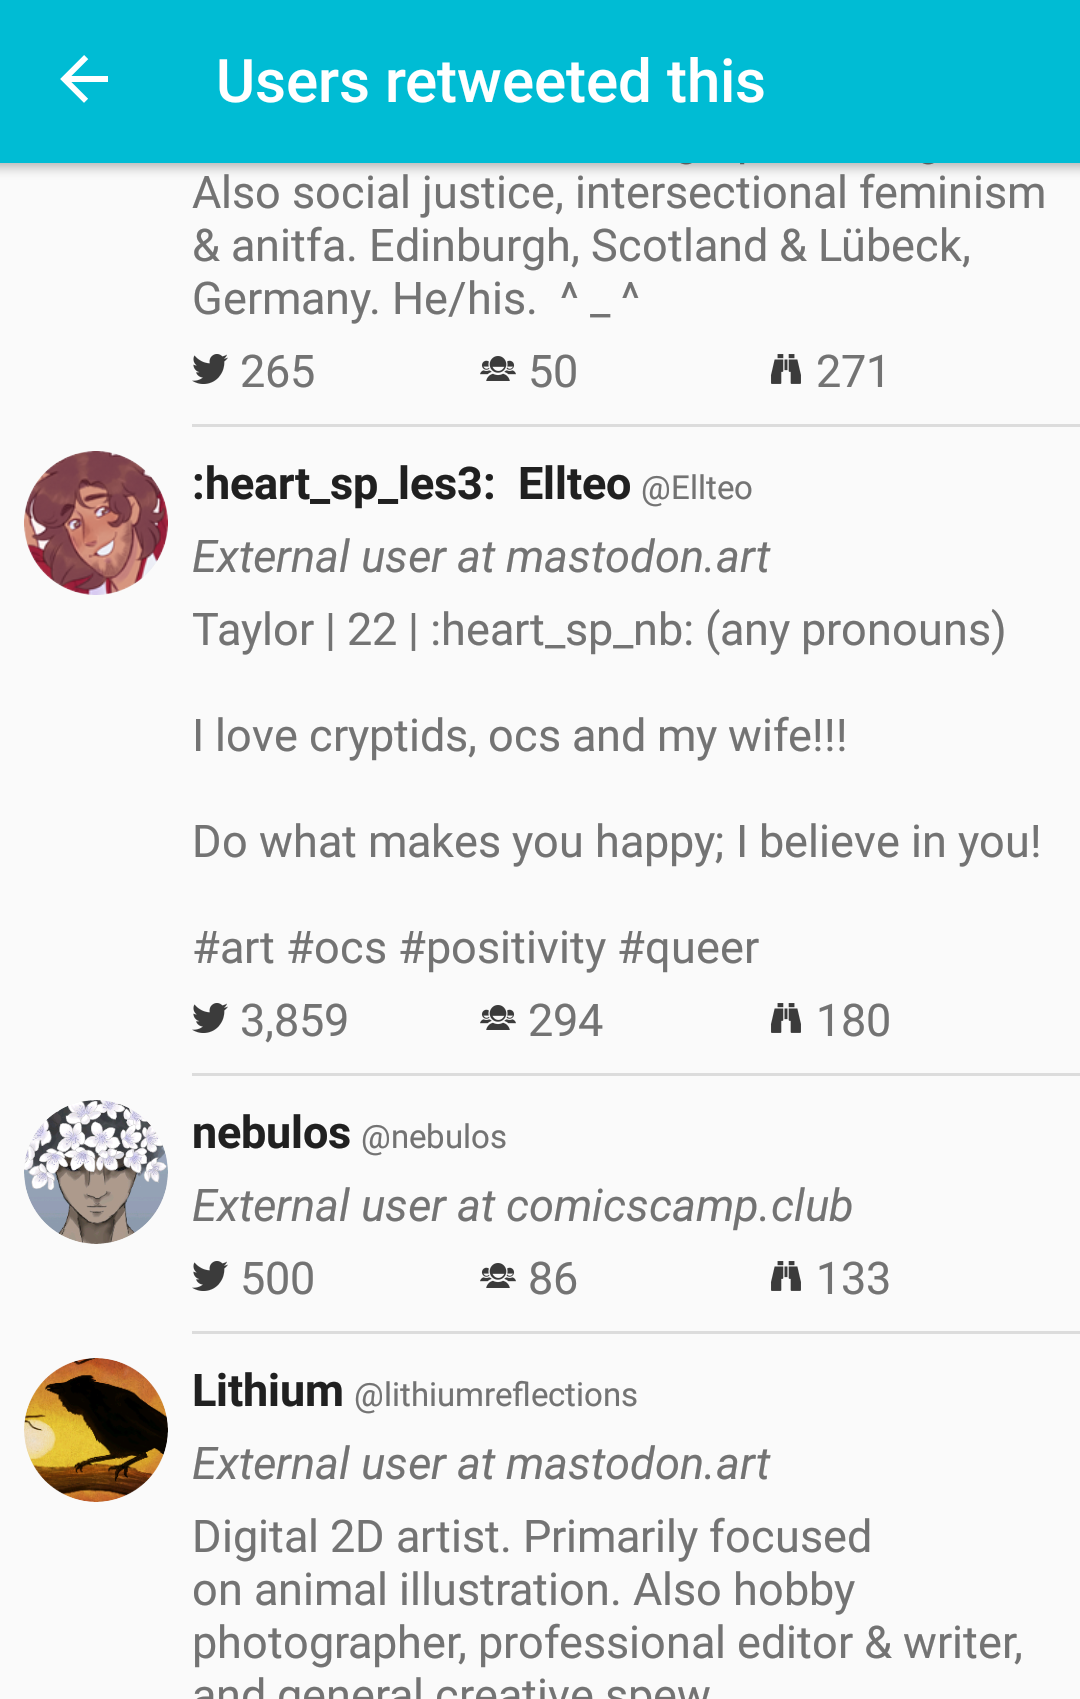 Users retweeted this
Also social justice, intersectional feminism
& anitfa. Edinburgh, Scotland & Lübeck,
Germany. He/his.  ^ _ ^
265 50 271
:heart_sp_les3:  Ellteo @Ellteo
External user at mastodon.art
Taylor | 22 | :heart_sp_nb: (any pronouns)
I love cryptids, ocs and my wife!!!
Do what makes you happy; I believe in you!
#art #ocs #positivity #queer
3,859 294 180
nebulos @nebulos
External user at comicscamp.club
500 86 133
Lithium @lithiumreflections
External user at mastodon.art
Digital 2D artist. Primarily focused
on animal illustration. Also hobby
photographer, professional editor & writer,
and general creative spew